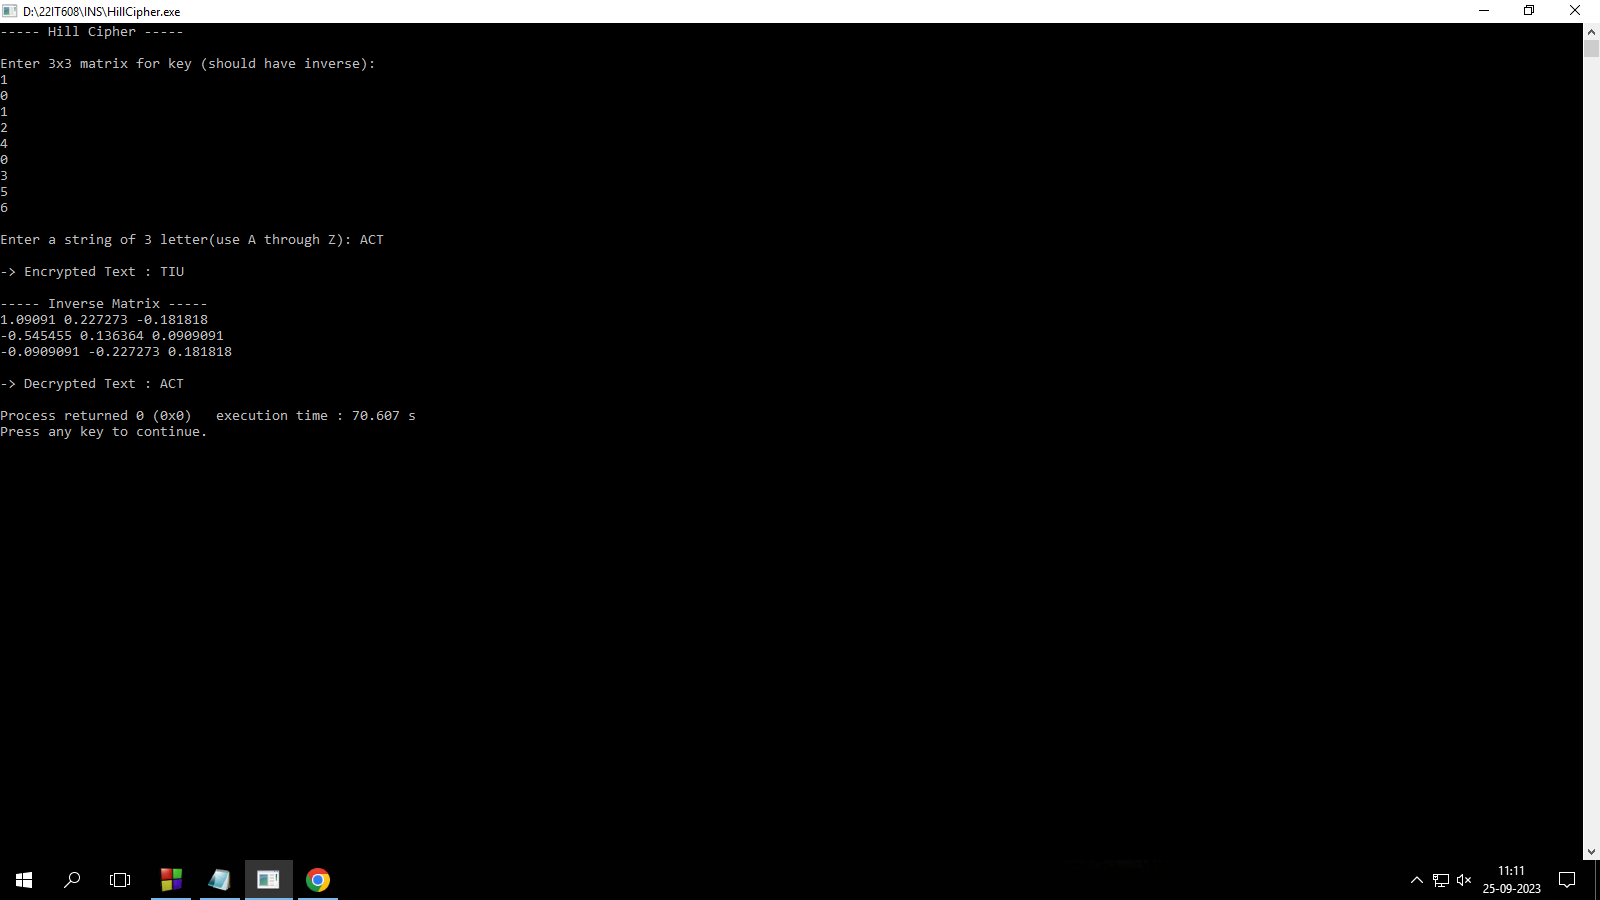 D:\22IT608\INS\HillCipher.exe
----- Hill Cipher -----
Enter 3x3 matrix for key (should have inverse):
1
0
1
2
4
0
3
5
6
Enter a string of 3 letter(use A through Z): ACT
-> Encrypted Text : TIU
----- Inverse Matrix -----
1.09091 0.227273 -0.181818
-0.545455 0.136364 0.0909091
-0.0909091 -0.227273 0.181818
-> Decrypted Text : ACT
Process returned 0 (0x0)   execution time : 70.607 s
Press any key to continue.
11:11
25-09-2023